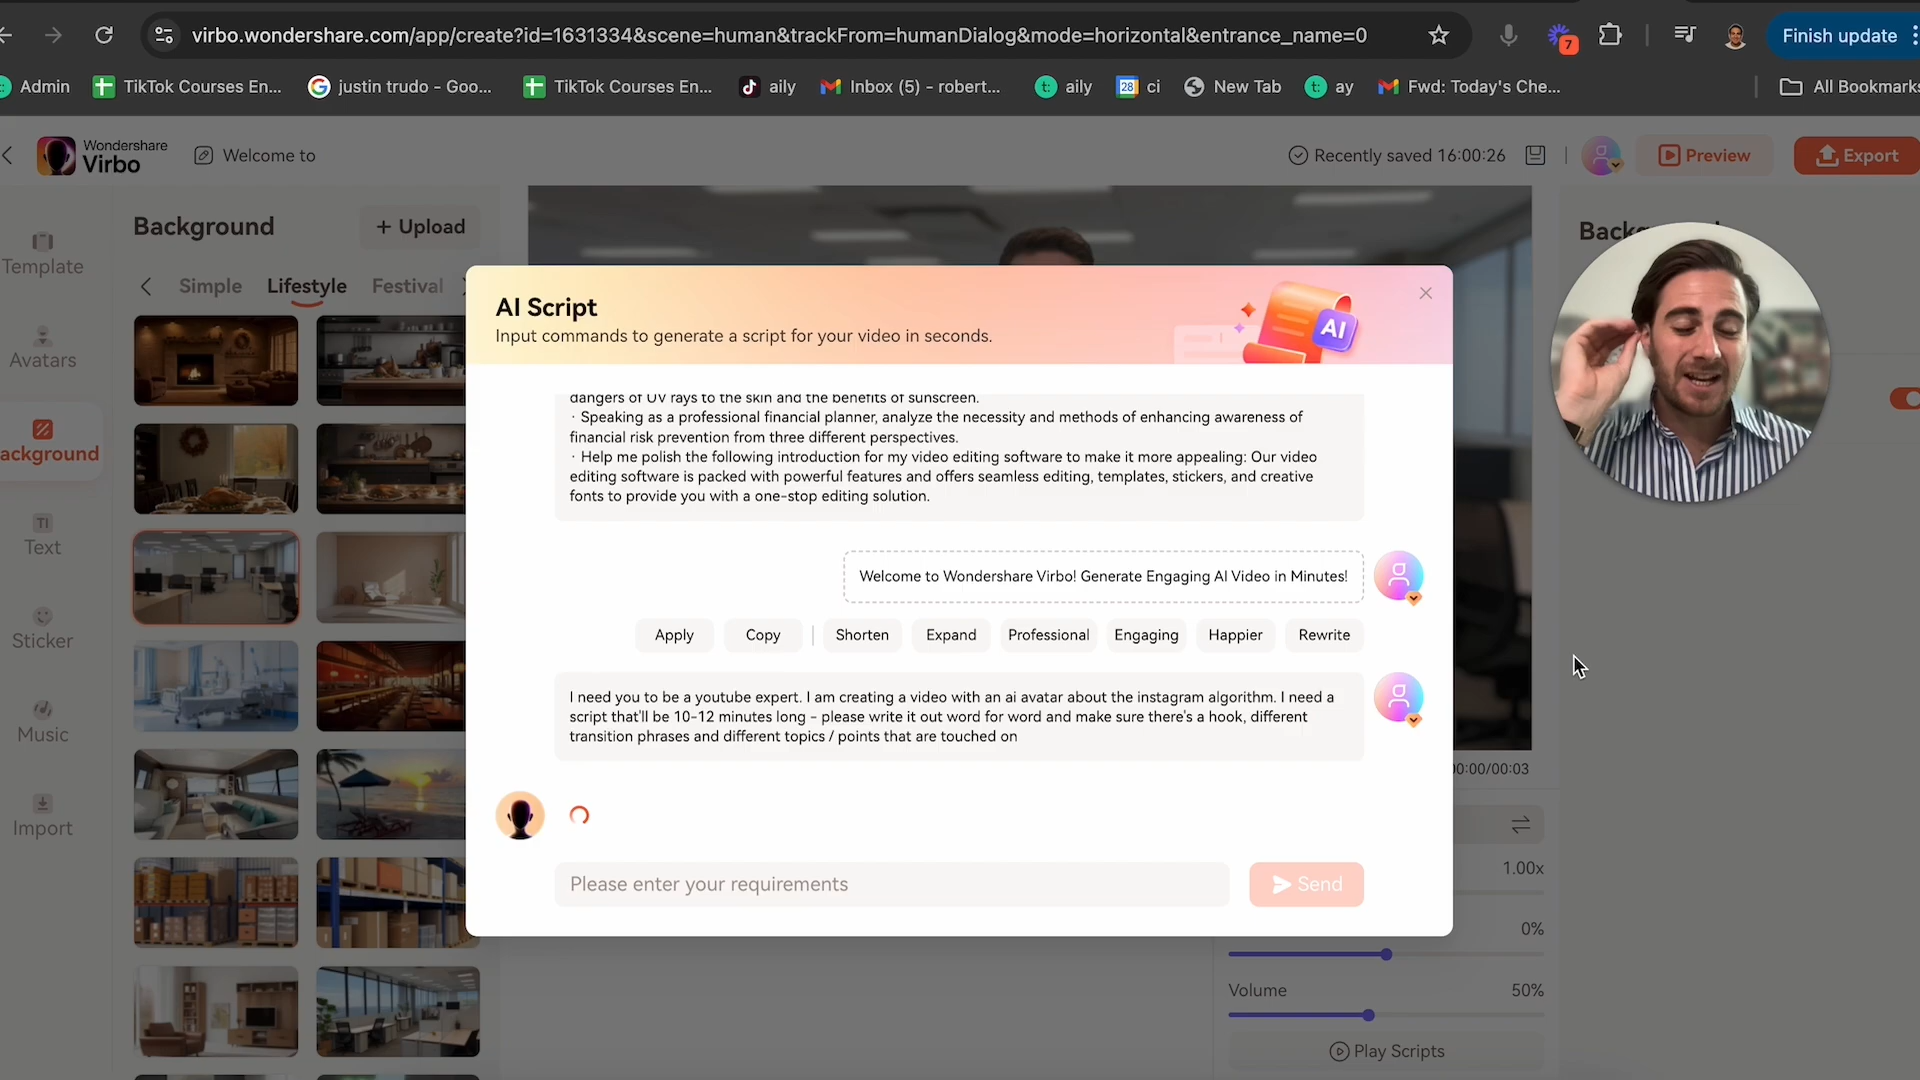 virbo.wondershare.com/app/create?id=1631334&scene=human&trackFrom=humanDialog&mode=horizontal&entrance_name=0
7
Finish update
Admin
TikTok Courses En...
justin trudo - Goo...
TikTok Courses En...
aily
Inbox (5) - robert...
aily
28
ci
New Tab
ay
Fwd: Today's Che...
All Bookmarks
Wondershare
Virbo
Welcome to
Recently saved 16:00:26
Preview
Export
Background
+ Upload
Simple
Lifestyle
Festival
Template
Avatars
ackground
Text
Sticker
Music
Import
AI Script
Input commands to generate a script for your video in seconds.
AI
dangers of UV rays to the skin and the benefits of sunscreen.
· Speaking as a professional financial planner, analyze the necessity and methods of enhancing awareness of
financial risk prevention from three different perspectives.
· Help me polish the following introduction for my video editing software to make it more appealing: Our video
editing software is packed with powerful features and offers seamless editing, templates, stickers, and creative
fonts to provide you with a one-stop editing solution.
Welcome to Wondershare Virbo! Generate Engaging AI Video in Minutes!
Apply
Copy
Shorten
Expand
Professional
Engaging
Happier
Rewrite
I need you to be a youtube expert. I am creating a video with an ai avatar about the instagram algorithm. I need a
script that'll be 10-12 minutes long - please write it out word for word and make sure there's a hook, different
transition phrases and different topics / points that are touched on
Please enter your requirements
Send
00:00/00:03
1.00x
0%
Volume
50%
Play Scripts